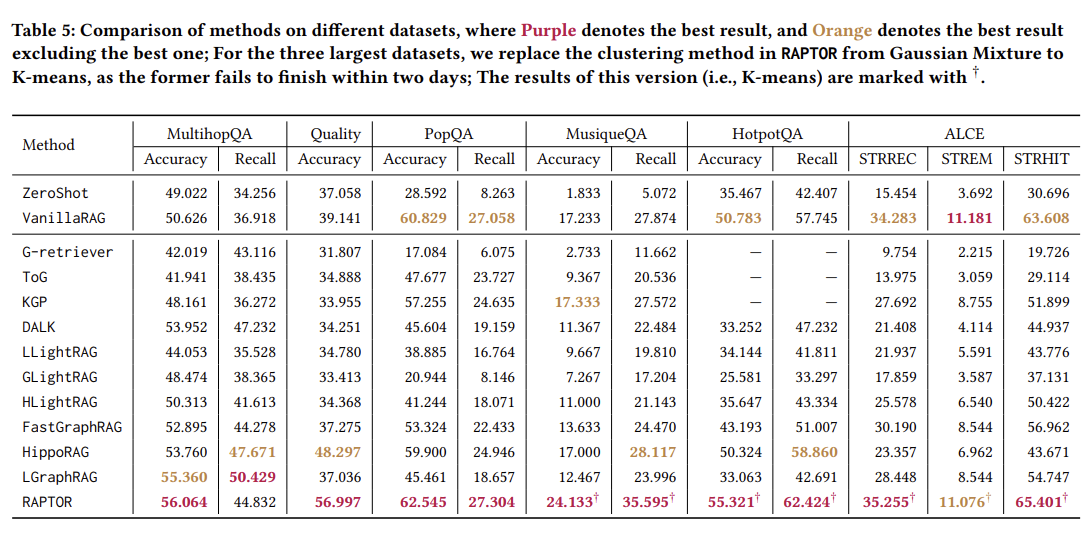 Table 5: Comparison of methods on different datasets, where Purple denotes the best result, and Orange denotes the best result
excluding the best one; For the three largest datasets, we replace the clustering method in RAPTOR from Gaussian Mixture to
K-means, as the former fails to finish within two days; The results of this version (i.e., K-means) are marked with †.
Method MultihopQA Quality PopQA MusiqueQA HotpotQA ALCE
Accuracy Recall Accuracy Accuracy Recall Accuracy Recall Accuracy Recall STRREC STREM STRHIT
ZeroShot 49.022 34.256 37.058 28.592 8.263 1.833 5.072 35.467 42.407 15.454 3.692 30.696
VanillaRAG 50.626 36.918 39.141 60.829 27.058 17.233 27.874 50.783 57.745 34.283 11.181 63.608
G-retriever 42.019 43.116 31.807 17.084 6.075 2.733 11.662 — — 9.754 2.215 19.726
ToG 41.941 38.435 34.888 47.677 23.727 9.367 20.536 — — 13.975 3.059 29.114
KGP 48.161 36.272 33.955 57.255 24.635 17.333 27.572 — — 27.692 8.755 51.899
DALK 53.952 47.232 34.251 45.604 19.159 11.367 22.484 33.252 47.232 21.408 4.114 44.937
LLightRAG 44.053 35.528 34.780 38.885 16.764 9.667 19.810 34.144 41.811 21.937 5.591 43.776
GLightRAG 48.474 38.365 33.413 20.944 8.146 7.267 17.204 25.581 33.297 17.859 3.587 37.131
HLightRAG 50.313 41.613 34.368 41.244 18.071 11.000 21.143 35.647 43.334 25.578 6.540 50.422
FastGraphRAG 52.895 44.278 37.275 53.324 22.433 13.633 24.470 43.193 51.007 30.190 8.544 56.962
HippoRAG 53.760 47.671 48.297 59.900 24.946 17.000 28.117 50.324 58.860 23.357 6.962 43.671
LGraphRAG 55.360 50.429 37.036 45.461 18.657 12.467 23.996 33.063 42.691 28.448 8.544 54.747
RAPTOR 56.064 44.832 56.997 62.545 27.304 24.133† 35.595† 55.321† 62.424† 35.255† 11.076† 65.401†